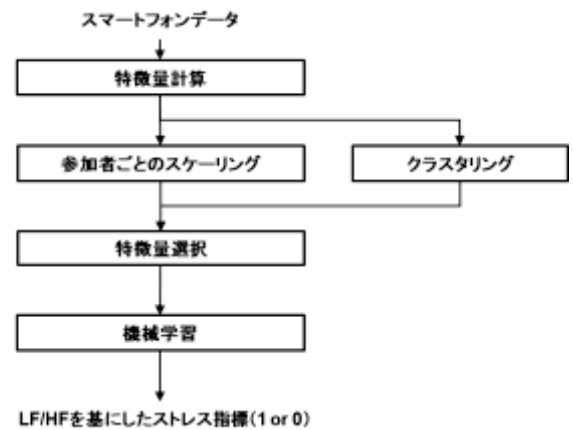 スマートフォンデータ
特徴量計算
参加者ごとのスケーリング
クラスタリング
特徴量選択
機械学習
LF/HFを基にしたストレス指標(1 or 0)